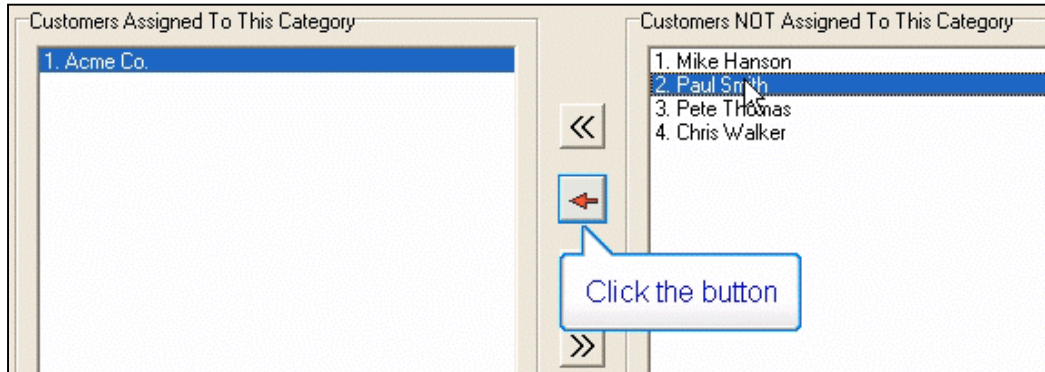 Customers Assigned To This Category
1. Acme Co.
Customers NOT Assigned To This Category
1. Mike Hanson
2. Paul Smith
3. Pete Thomas
4. Chris Walker
<<
Click the button
>>